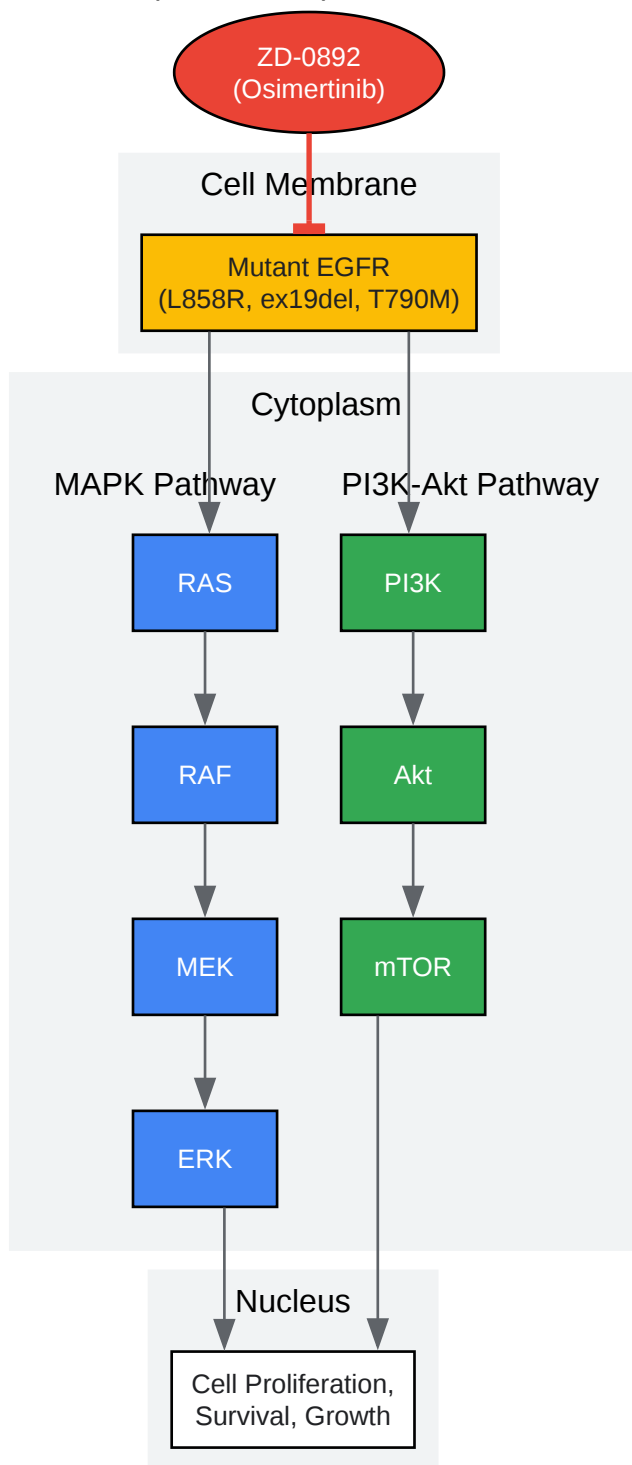 ZD-0892
(Osimertinib)
Cell Membrane
Mutant EGFR
(L858R, ex19del, T790M)
Cytoplasm
MAPK Pathway
PI3K-Akt Pathway
RAS
PI3K
RAF
Akt
MEK
mTOR
ERK
Nucleus
Cell Proliferation,
Survival, Growth